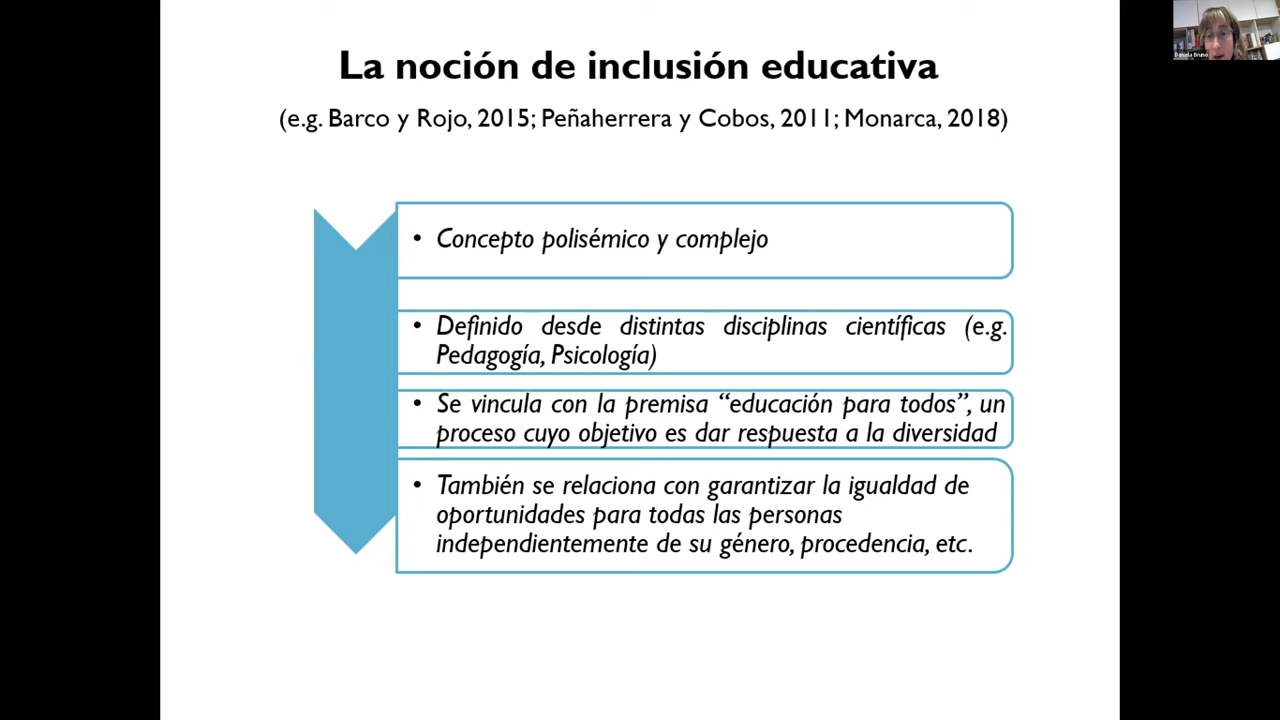 La noción de inclusión educativa
(e.g. Barco y Rojo, 2015; Peñaherrera y Cobos, 2011; Monarca, 2018)
• Concepto polisémico y complejo
• Definido desde distintas disciplinas científicas (e.g.
Pedagogía, Psicología)
• Se vincula con la premisa “educación para todos”, un
proceso cuyo objetivo es dar respuesta a la diversidad
• También se relaciona con garantizar la igualdad de
oportunidades para todas las personas
independientemente de su género, procedencia, etc.
Daniela Bruno